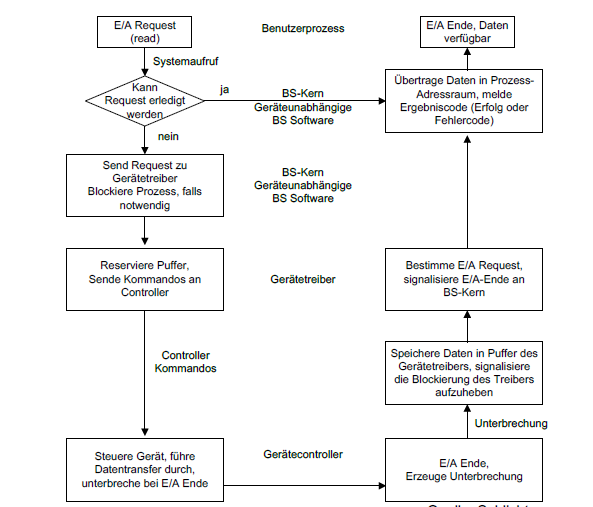 E/A Request
(read)
Benutzerprozess
E/A Ende, Daten
verfügbar
Systemaufruf
Kann
Request erledigt
werden
ja
BS-Kern
Geräteunabhängige
BS Software
Übertrage Daten in Prozess-
Adressraum, melde
Ergebniscode (Erfolg oder
Fehlercode)
nein
Send Request zu
Gerätetreiber
Blockiere Prozess, falls
notwendig
BS-Kern
Geräteunabhängige
BS Software
Reserviere Puffer,
Sende Kommandos an
Controller
Gerätetreiber
Bestimme E/A Request,
signalisiere E/A-Ende an
BS-Kern
Controller
Kommandos
Speichere Daten in Puffer des
Gerätetreibers, signalisiere
die Blockierung des Treibers
aufzuheben
Unterbrechung
Steuere Gerät, führe
Datentransfer durch,
unterbreche bei E/A Ende
Gerätecontroller
E/A Ende,
Erzeuge Unterbrechung